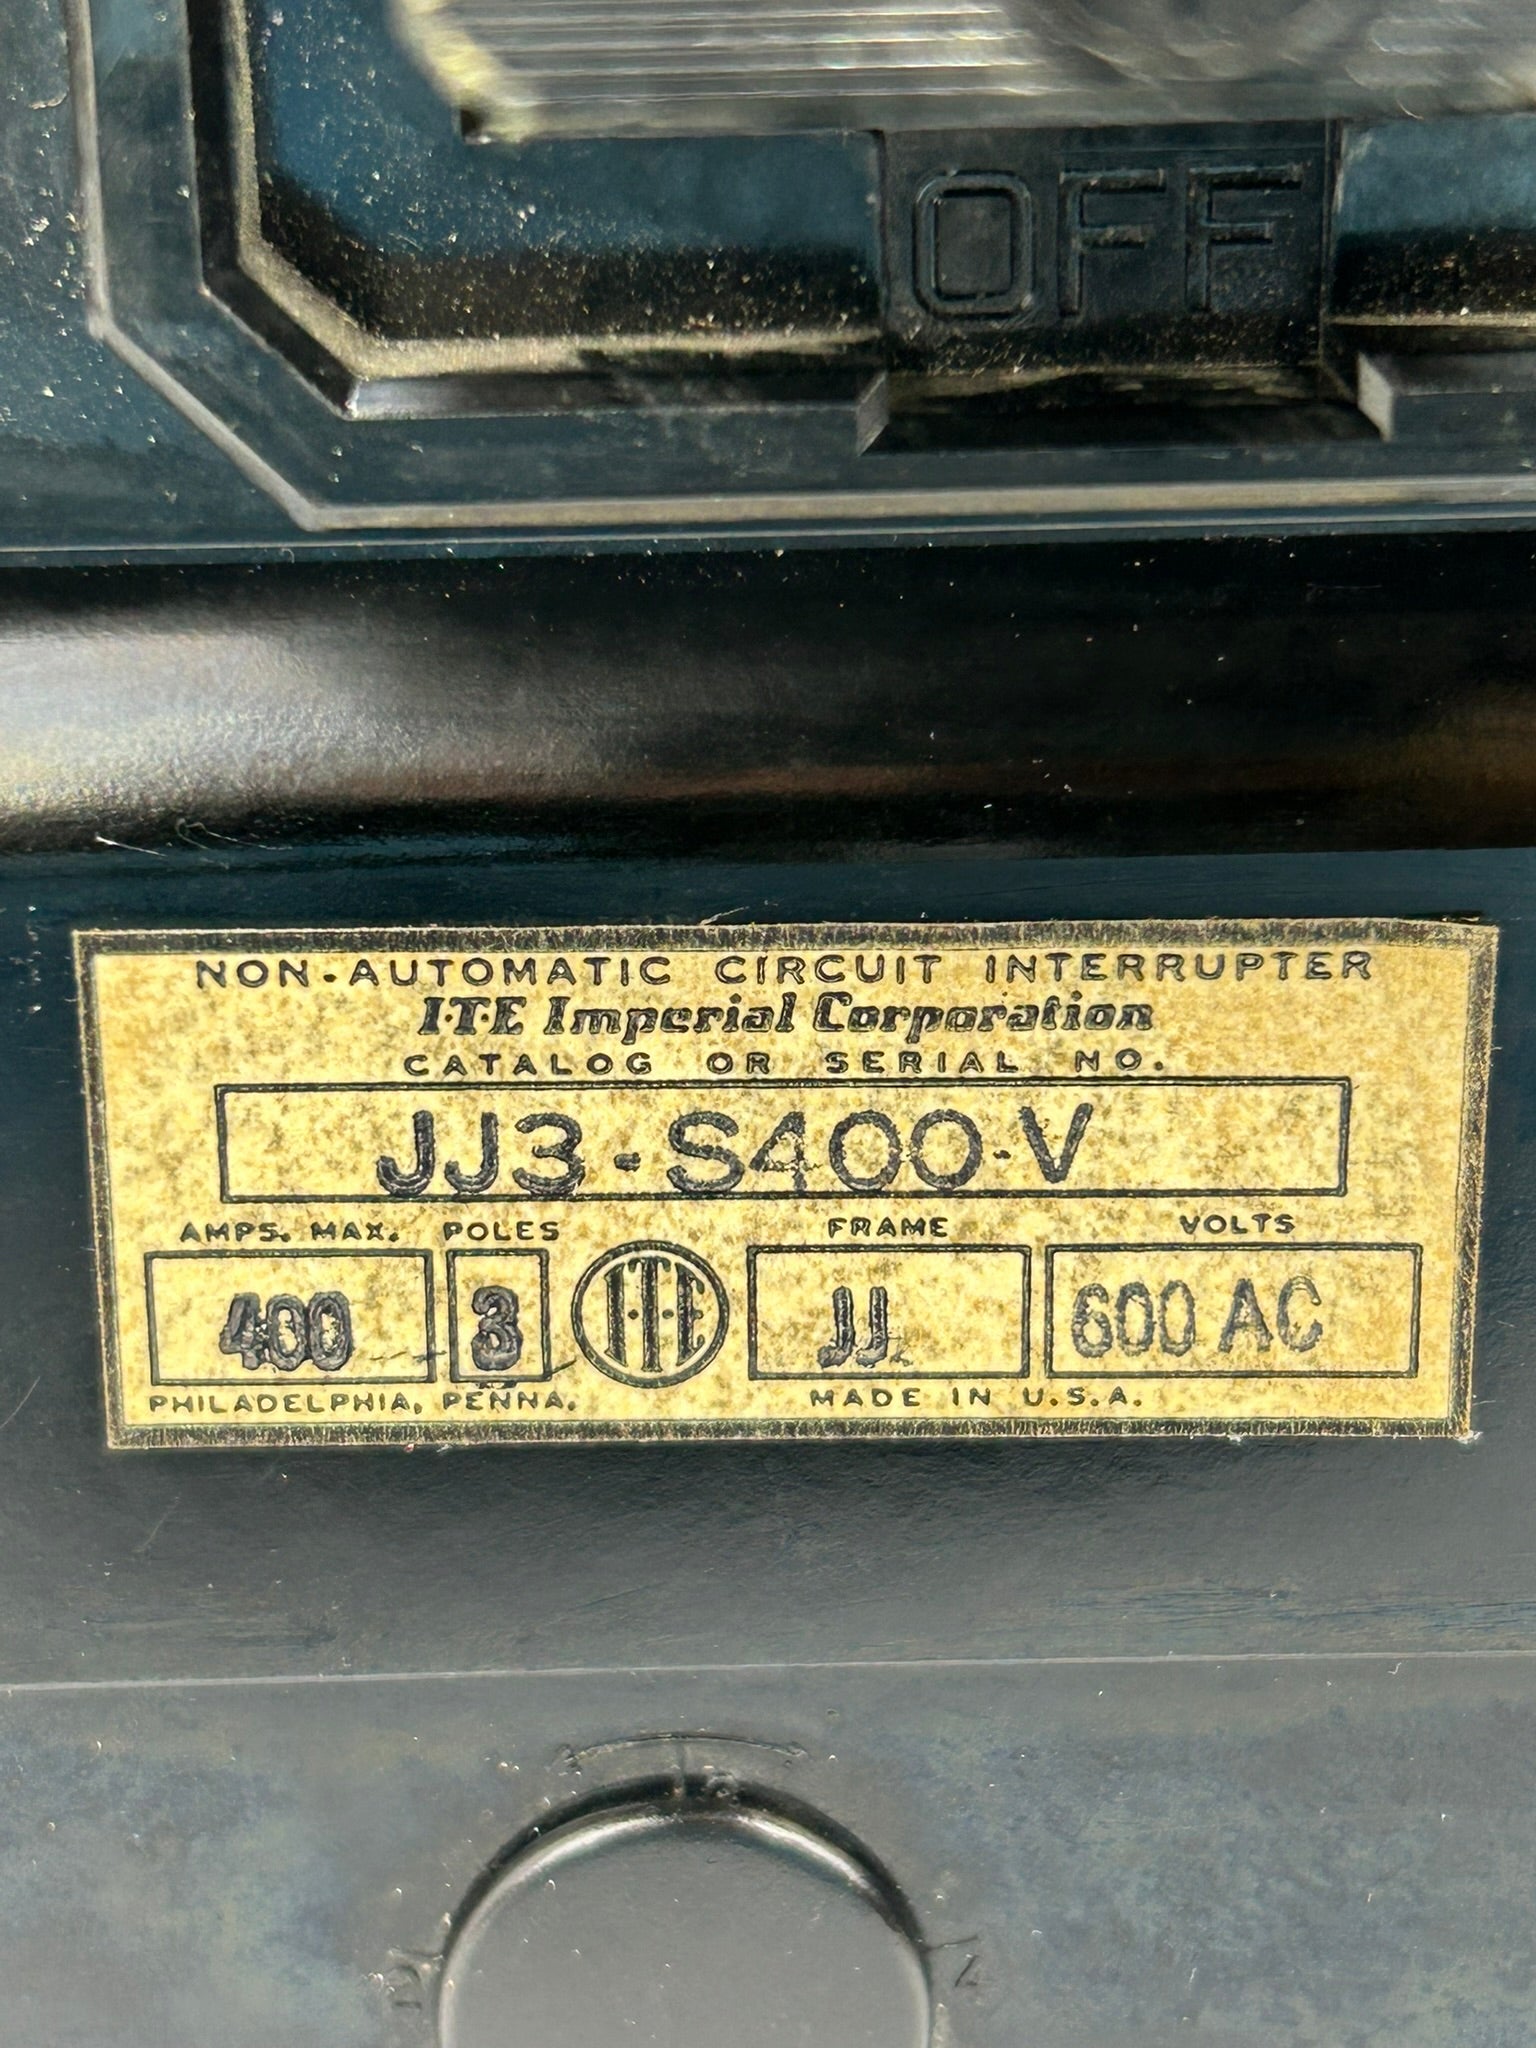 OFF
NON-AUTOMATIC CIRCUIT INTERRUPTER
I·T·E Imperial Corporation
CATALOG OR SERIAL NO.
JJ3-S400-V
AMPS. MAX. POLES FRAME VOLTS
400 3 I·T·E JJ 600 AC
PHILADELPHIA, PENNA. MADE IN U.S.A.